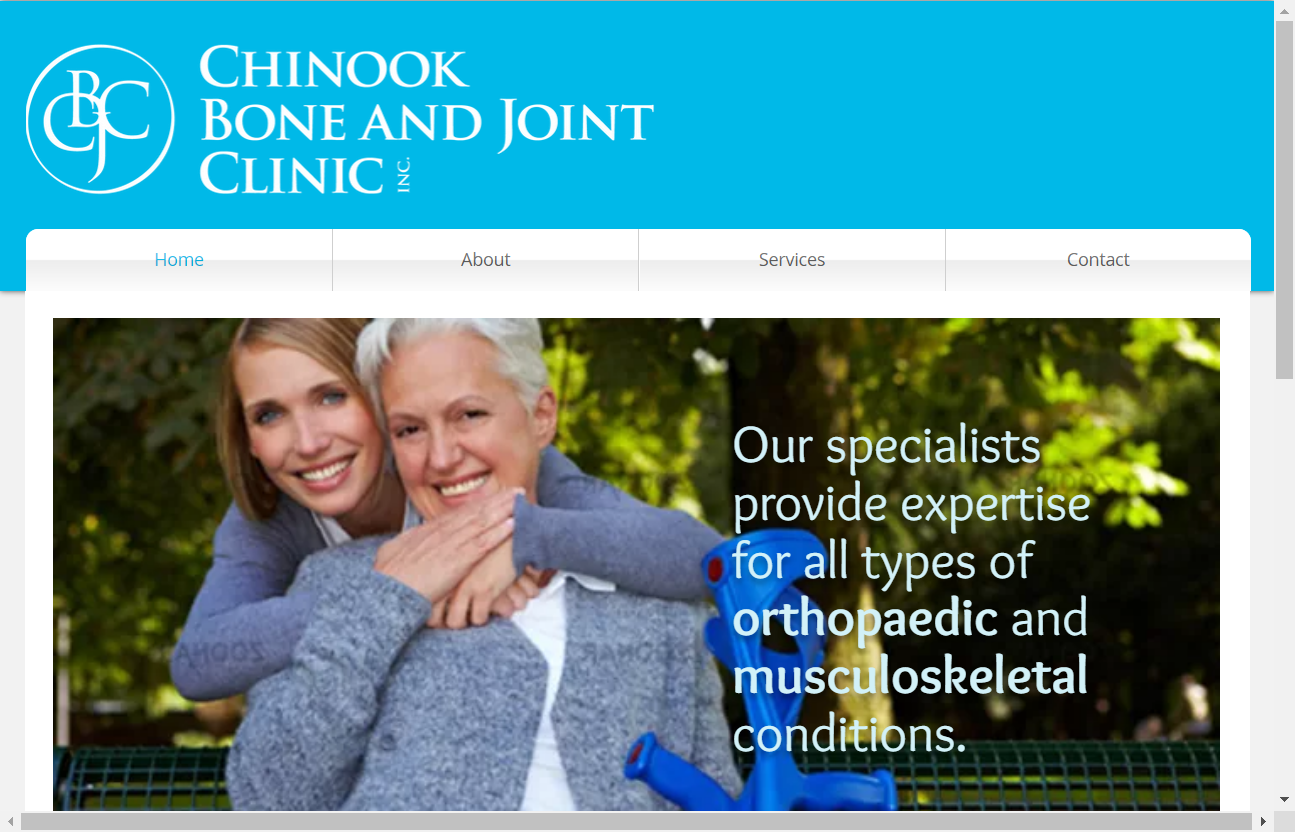 CBJC
CHINOOK
BONE AND JOINT
CLINIC INC.
Home
About
Services
Contact
Our specialists
provide expertise
for all types of
orthopaedic and
musculoskeletal
conditions.